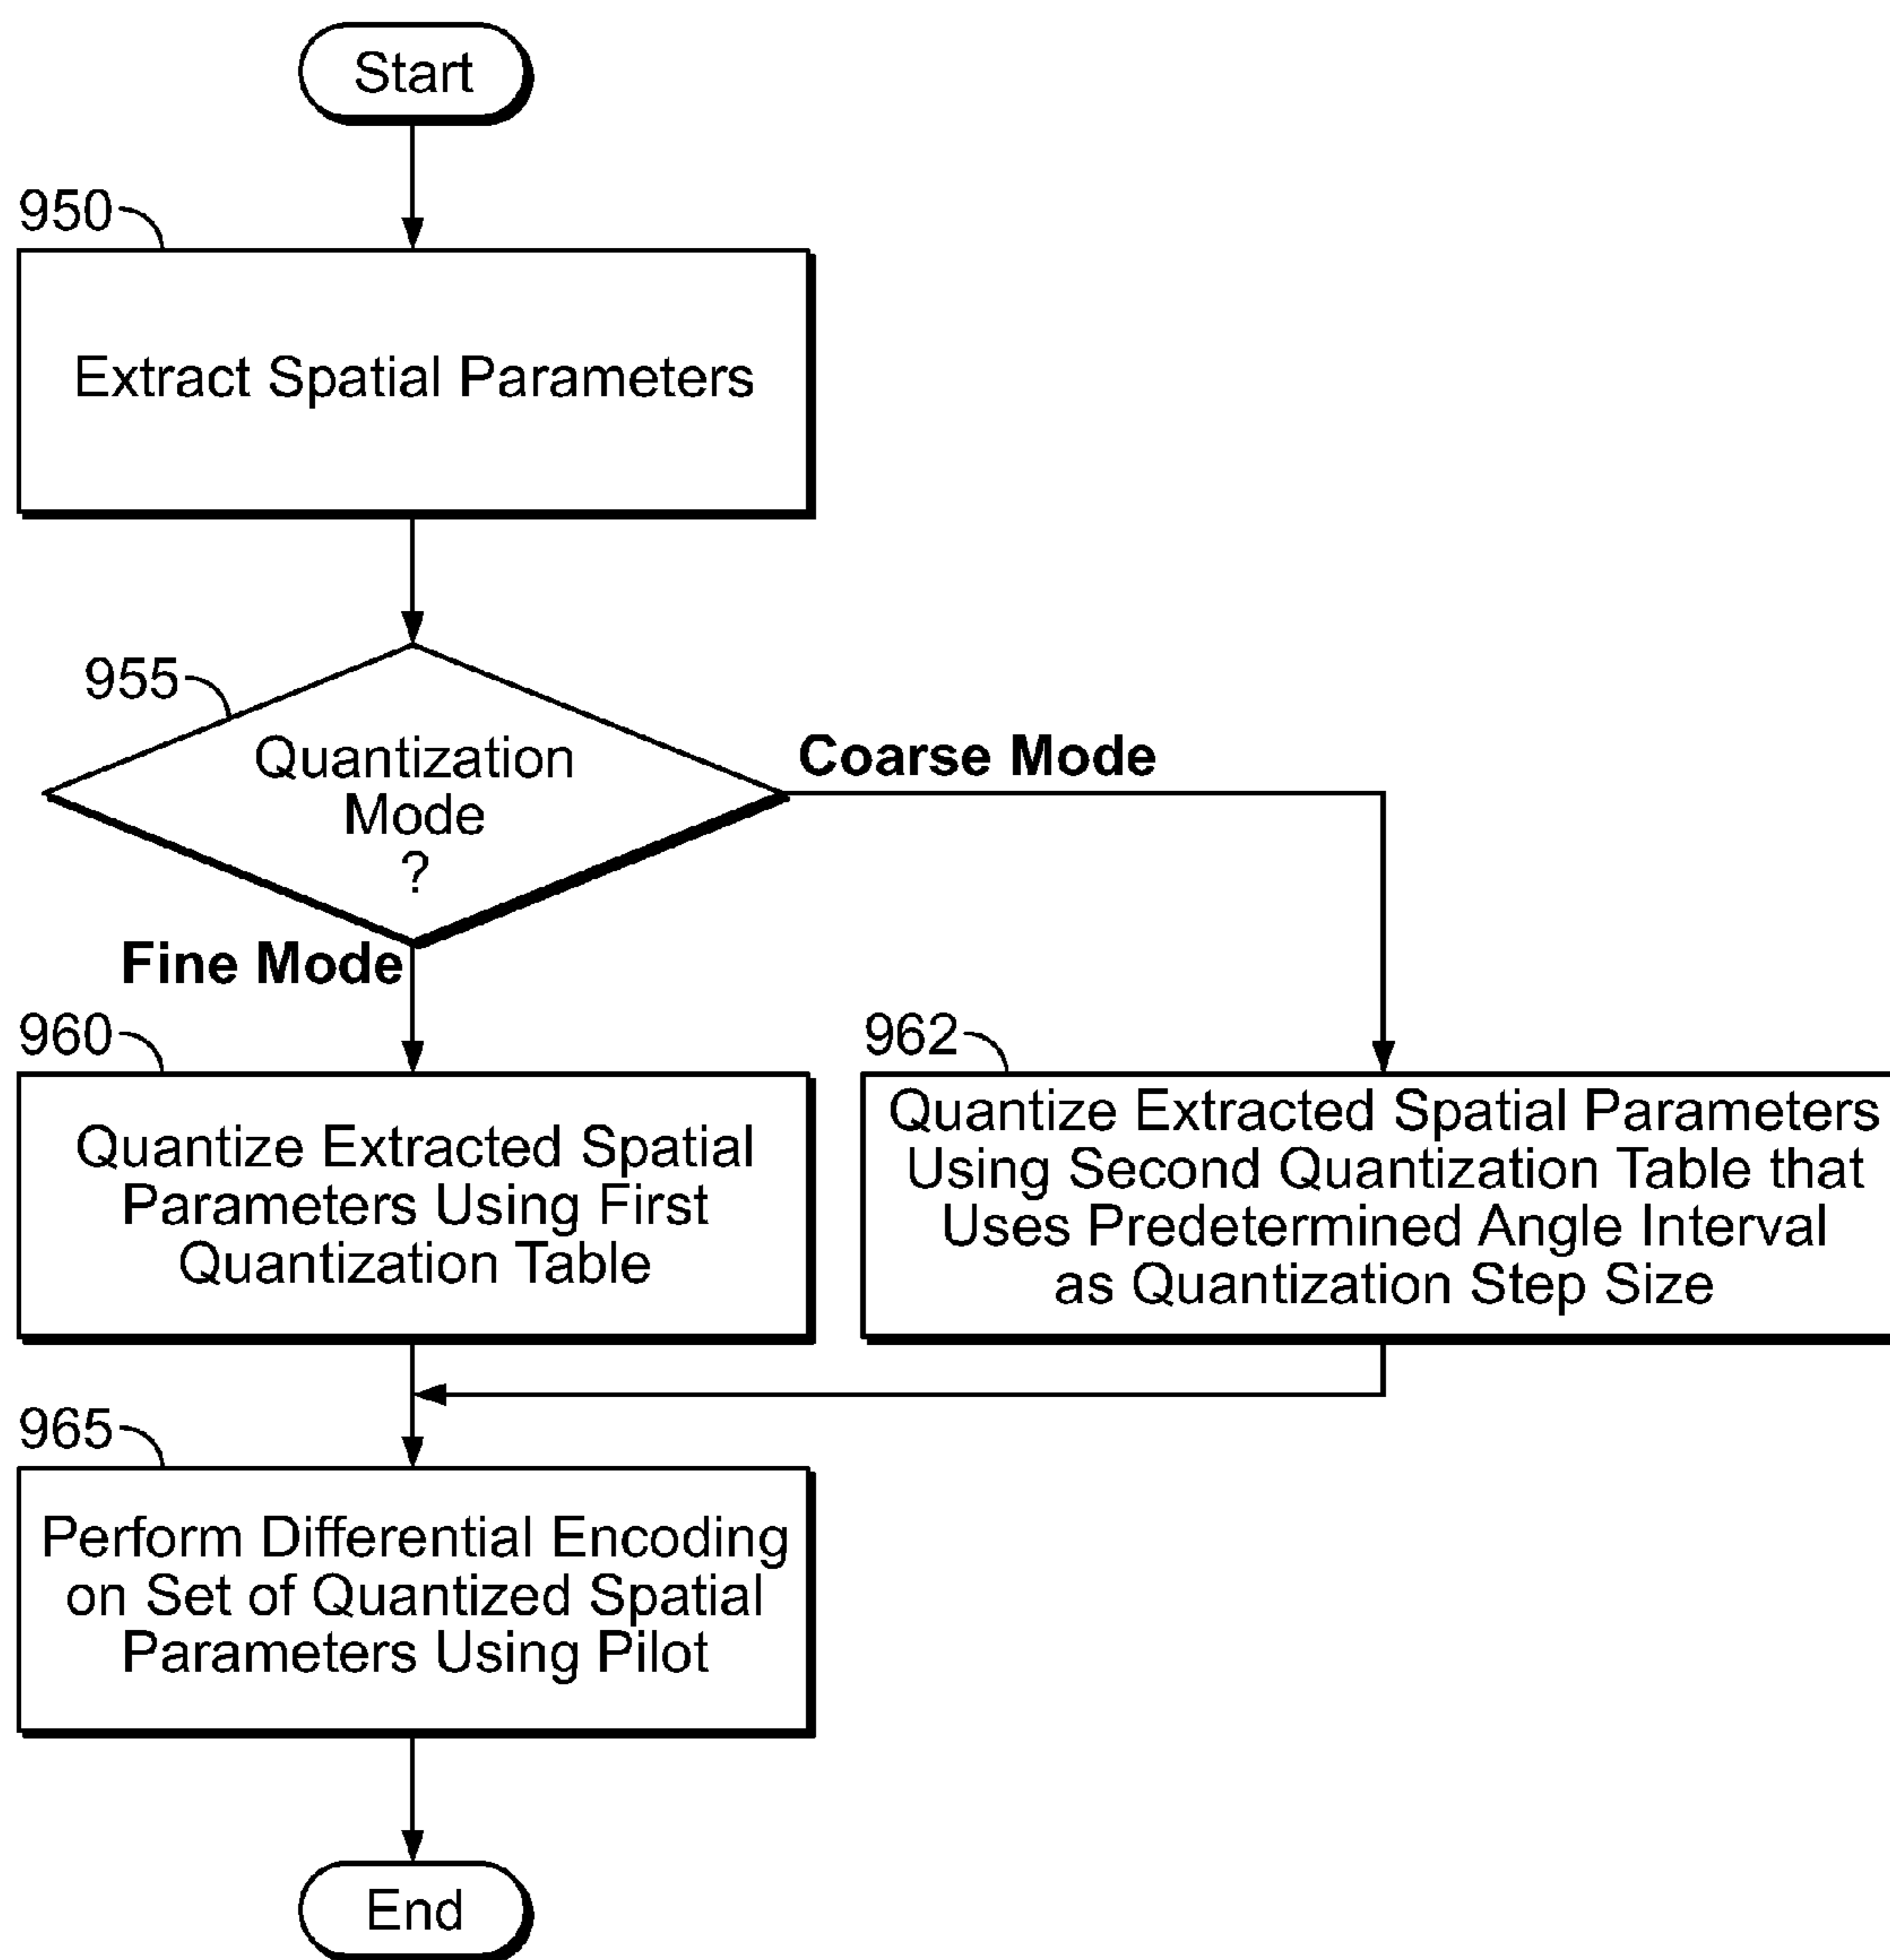 Start
950
Extract Spatial Parameters
955
Quantization
Mode
?
Coarse Mode
Fine Mode
960
Quantize Extracted Spatial
Parameters Using First
Quantization Table
962
Quantize Extracted Spatial Parameters
Using Second Quantization Table that
Uses Predetermined Angle Interval
as Quantization Step Size
965
Perform Differential Encoding
on Set of Quantized Spatial
Parameters Using Pilot
End